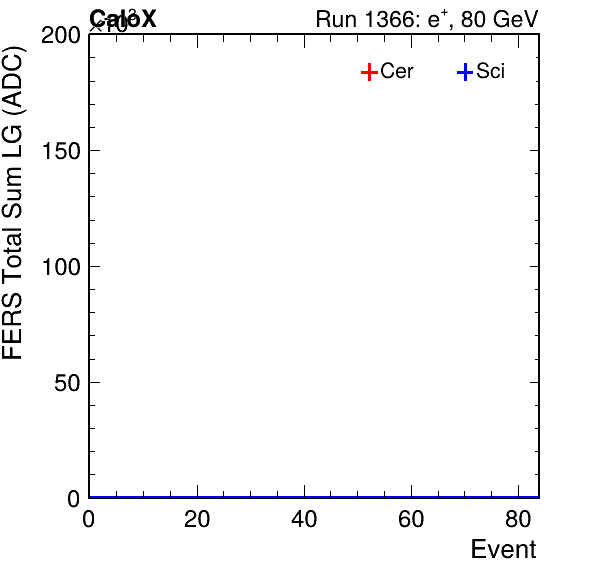 CaloX Run 1366: e⁺, 80 GeV
×10³
200
Cer Sci
150
100
50
0
FERS Total Sum LG (ADC)
0 20 40 60 80
Event